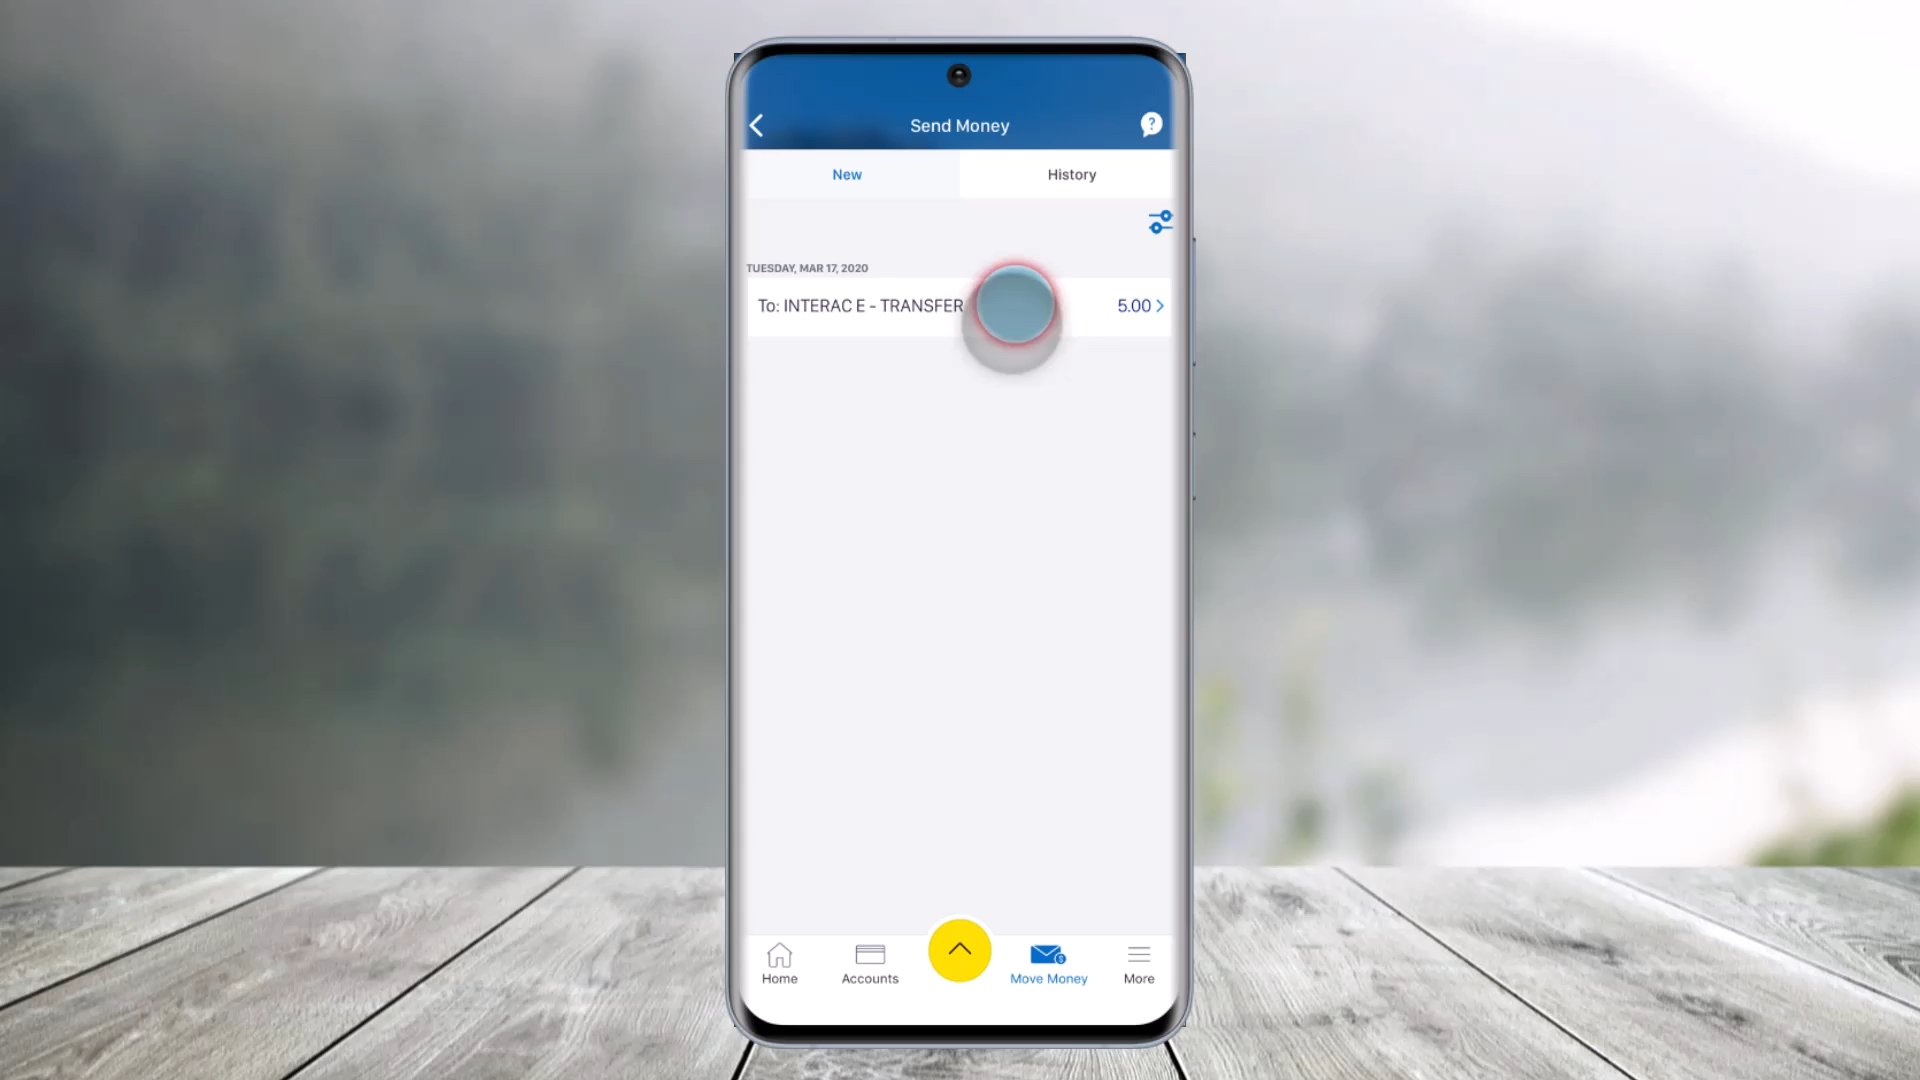 Send Money
?
New
History
TUESDAY, MAR 17, 2020
To: INTERAC E - TRANSFER
5.00
Home
Accounts
Move Money
More